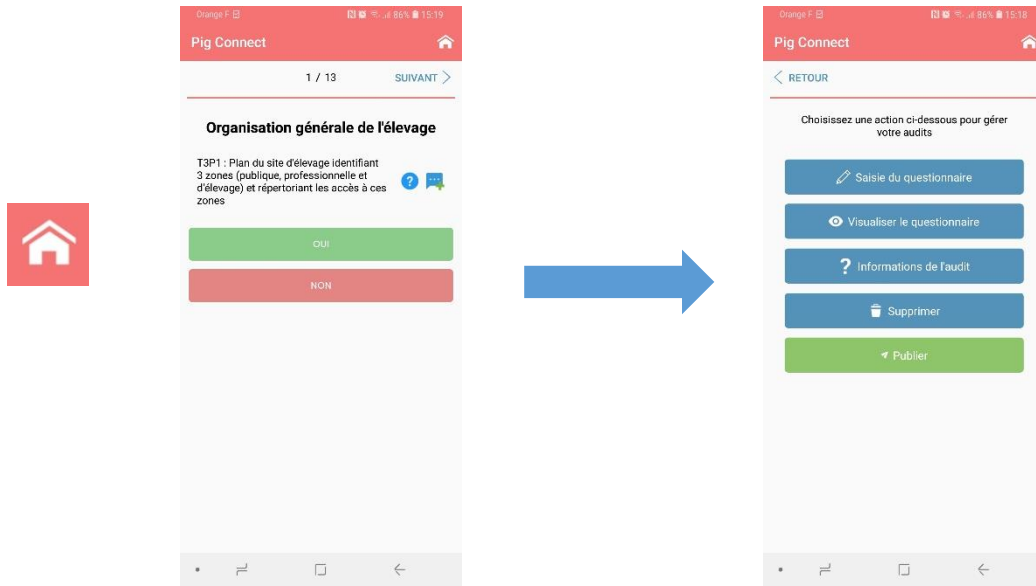 Orange F
86% 15:19
Pig Connect
1 / 13
SUIVANT
Organisation générale de l'élevage
T3P1 : Plan du site d'élevage identifiant
3 zones (publique, professionnelle et
d'élevage) et répertoriant les accès à ces
zones
OUI
NON
Orange F
86% 15:18
Pig Connect
RETOUR
Choisissez une action ci-dessous pour gérer
votre audits
Saisie du questionnaire
Visualiser le questionnaire
? Informations de l'audit
Supprimer
Publier